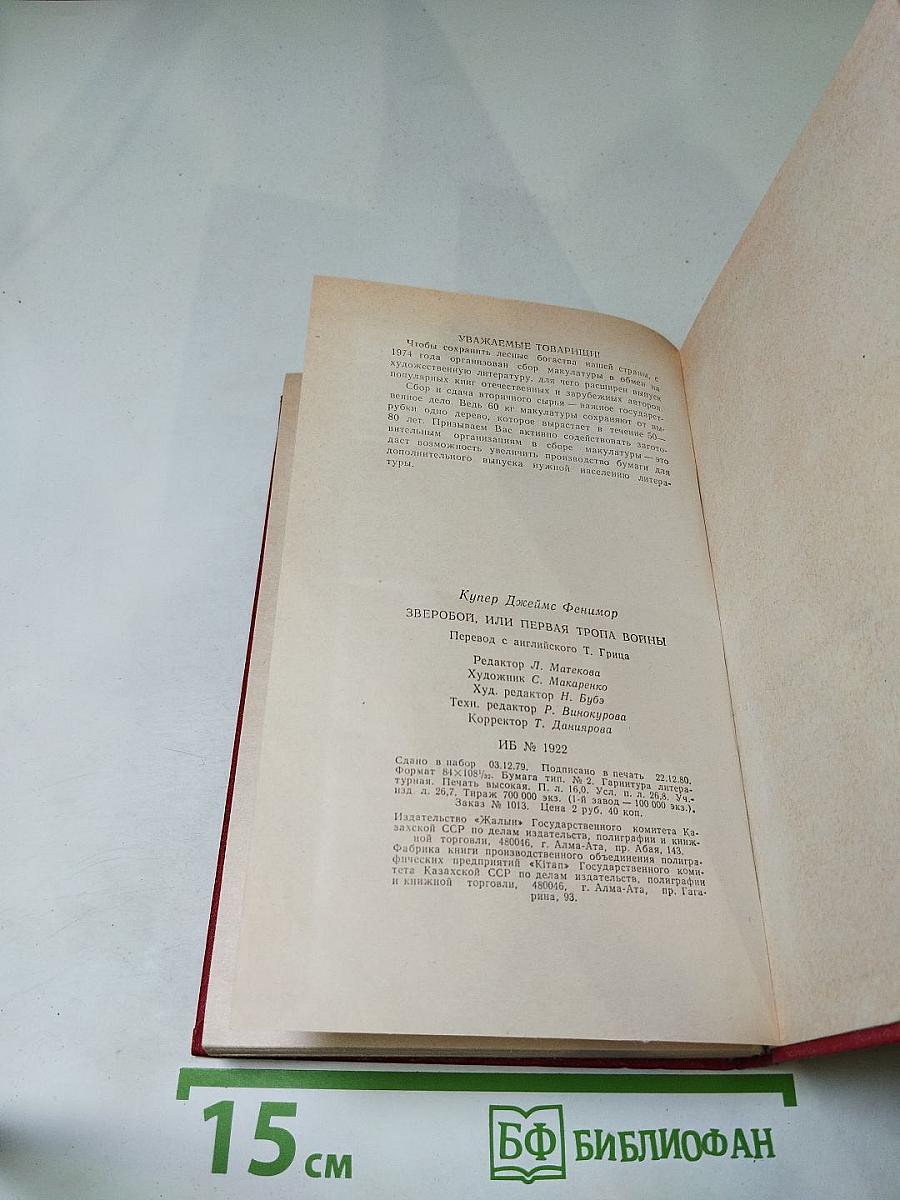 УВАЖАЕМЫЕ ТОВАРИЩИ!
Чтобы сохранить лесные богаства нашей страны, с
1974 года организован сбор макулатуры в обмен на
художественную литературу, для чего расширен выпуск
популярных книг отечественных и зарубежных авторов.
Сбор и сдача вторичного сырья — важное государст-
венное дело. Ведь 60 кг макулатуры сохраняют от вы-
рубки одно дерево, которое вырастает в течение 50—
80 лет. Призываем Вас активно содействовать загото-
вительным организациям в сборе макулатуры — это
даст возможность увеличить производство бумаги для
дополнительного выпуска нужной населению литера-
туры.
Купер Джеймс Фенимор
ЗВЕРОБОЙ, ИЛИ ПЕРВАЯ ТРОПА ВОЙНЫ
Перевод с английского Т. Грица
Редактор Л. Матекова
Художник С. Макаренко
Худ. редактор Н. Бубэ
Техн. редактор Р. Винокурова
Корректор Т. Даниярова
ИБ № 1922
Сдано в набор 03.12.79. Подписано в печать 22.12.80.
Формат 84×108¹/₃₂. Бумага тип. № 2. Гарнитура литера-
турная. Печать высокая. П. л. 16,0. Усл. п. л. 26,8. Уч.-
изд. л. 26,7. Тираж 700 000 экз. (1-й завод — 100 000 экз.).
Заказ № 1013. Цена 2 руб. 40 коп.
Издательство «Жалын» Государственного комитета Ка-
захской ССР по делам издательств, полиграфии и книж-
ной торговли, 480046, г. Алма-Ата, пр. Абая, 143.
Фабрика книги производственного объединения полигра-
фических предприятий «Кітап» Государственного коми-
тета Казахской ССР по делам издательств, полиграфии
и книжной торговли, 480046, г. Алма-Ата, пр. Гага-
рина, 93.
15 см
БФ БИБЛИОФАН